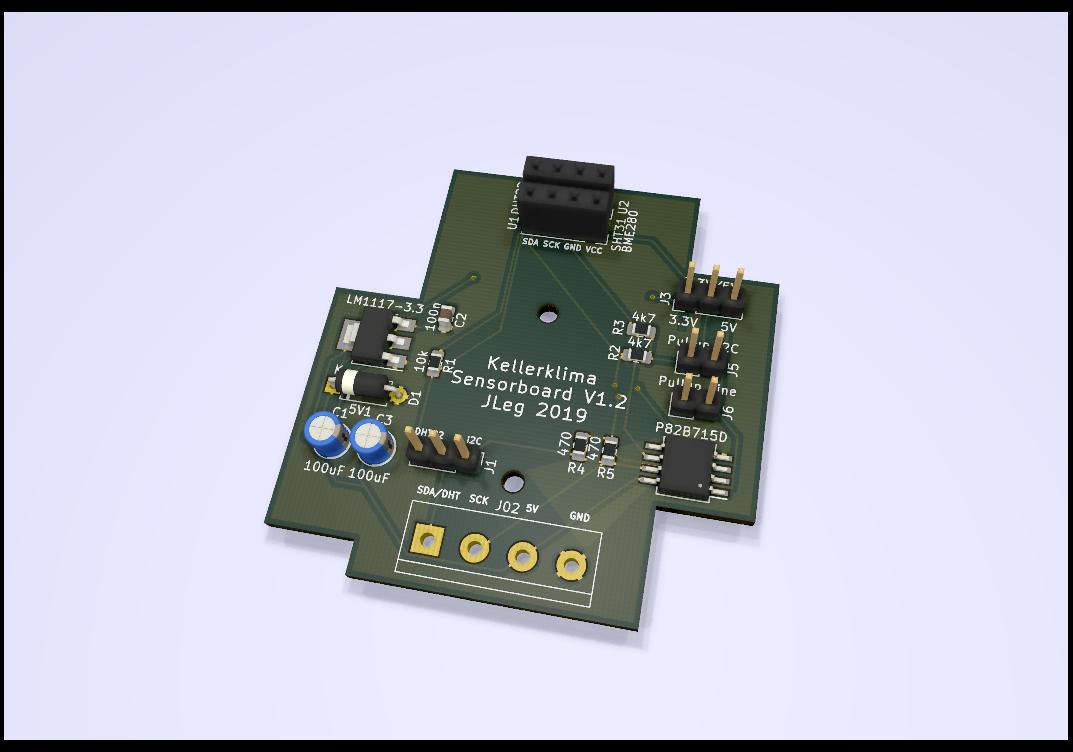 U1
U2
SHT31
BME280
SDA SCK GND VCC
LM1117-3.3
100n
C2
J3
3.3V
5V
4k7
R3
4k7
R2
J5
10k
R1
Kellerklima
Sensorboard V1.2
JLeg 2019
K
D1
5V1
J6
C1
C3
100uF
100uF
J1
470
R4
470
R5
P82B715D
SDA/DHT
SCK
J02
5V
GND